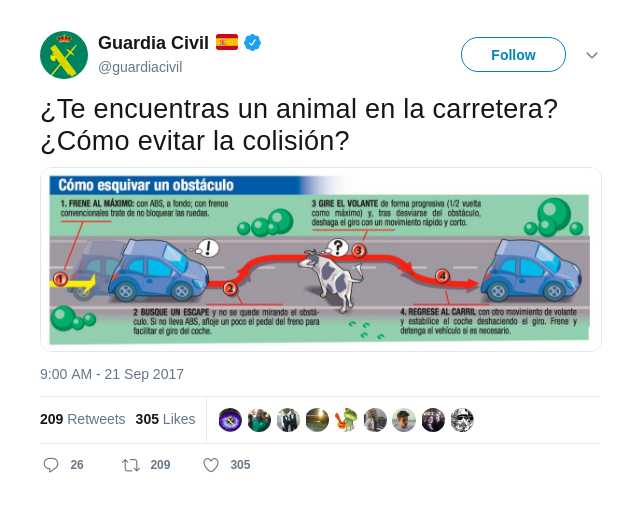 Guardia Civil
@guardiacivil
Follow
¿Te encuentras un animal en la carretera?
¿Cómo evitar la colisión?
Cómo esquivar un obstáculo
1. FRENE AL MÁXIMO: con ABS, a fondo; con frenos
convencionales trate de no bloquear las ruedas.
3 GIRE EL VOLANTE de forma progresiva (1/2 vuelta
como máximo) y, tras desviarse del obstáculo,
deshaga el giro con un movimiento rápido y corto.
!
?
1
2
3
4
2 BUSQUE UN ESCAPE y no se quede mirando el obstá-
culo. Si no lleva ABS, afloje un poco el pedal del freno para
facilitar el giro del coche.
4. REGRESE AL CARRIL con otro movimiento de volante
y estabilice el coche deshaciendo el giro. Frene y
detenga el vehículo si es necesario.
9:00 AM - 21 Sep 2017
209 Retweets 305 Likes
26 209 305